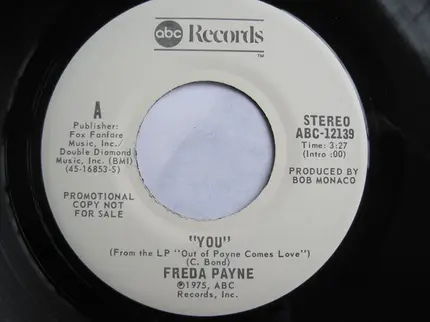 abc Records
TM
A
Publisher:
Fox Fanfare
Music, Inc./
Double Diamond
Music, Inc. (BMI)
(45-16853-S)
PROMOTIONAL
COPY NOT
FOR SALE
STEREO
ABC-12139
Time: 3:27
(Intro :00)
PRODUCED BY
BOB MONACO
"YOU"
(From the LP "Out of Payne Comes Love")
(C. Bond)
FREDA PAYNE
℗1975, ABC
Records, Inc.